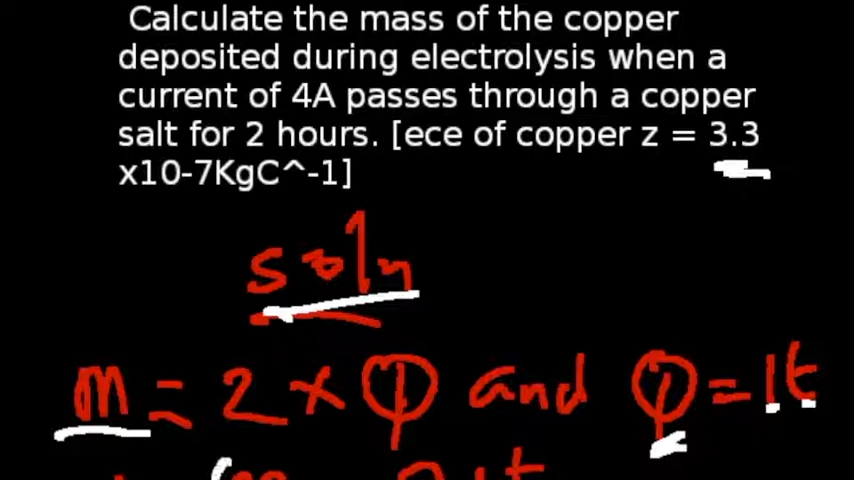 Calculate the mass of the copper
deposited during electrolysis when a
current of 4A passes through a copper
salt for 2 hours. [ece of copper z = 3.3
x10-7KgC^-1]
soln
m = Z x Q and Q = It